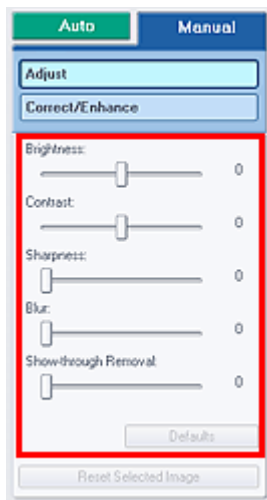 Auto Manual
Adjust
Correct/Enhance
Brightness:
0
Contrast:
0
Sharpness:
0
Blur:
0
Show-through Removal:
0
Defaults
Reset Selected Image